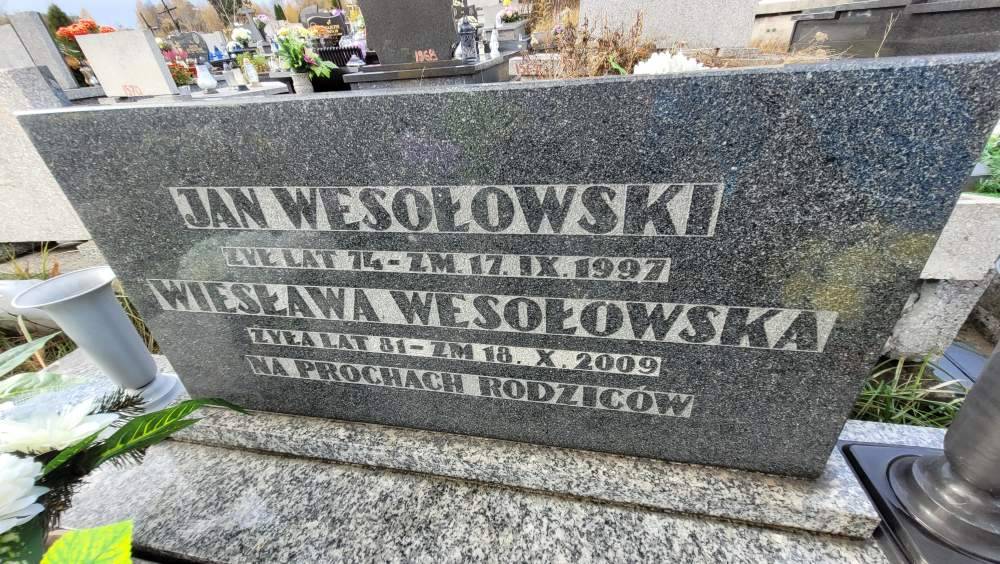 JAN WESOŁOWSKI
ŻYŁ LAT 74 – ZM. 17. IX. 1997
WIESŁAWA WESOŁOWSKA
ŻYŁA LAT 81 – ZM 18. X. 2009
NA PROCHACH RODZICÓW